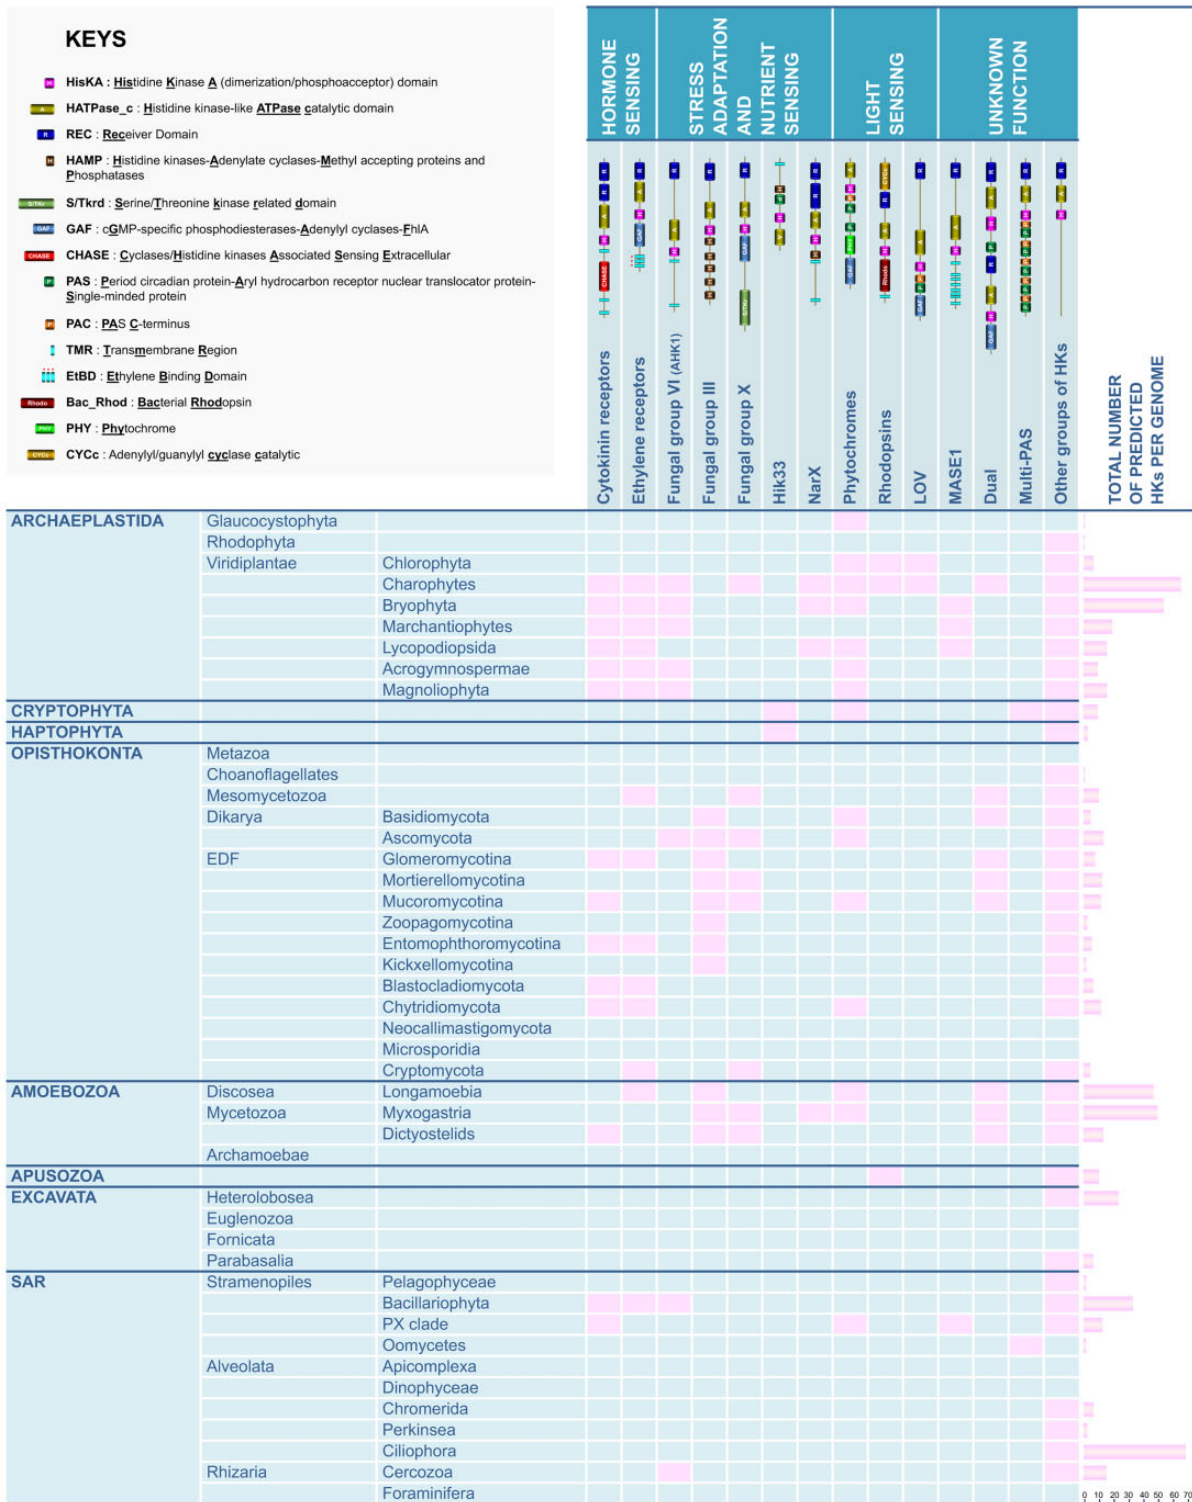 KEYS
HisKA : Histidine Kinase A (dimerization/phosphoacceptor) domain
HATPase_c : Histidine kinase-like ATPase catalytic domain
REC : Receiver Domain
HAMP : Histidine kinases-Adenylate cyclases-Methyl accepting proteins and
Phosphatases
S/Tkrd : Serine/Threonine kinase related domain
GAF : cGMP-specific phosphodiesterases-Adenylyl cyclases-FhlA
CHASE : Cyclases/Histidine kinases Associated Sensing Extracellular
PAS : Period circadian protein-Aryl hydrocarbon receptor nuclear translocator protein-
Single-minded protein
PAC : PAS C-terminus
TMR : Transmembrane Region
EtBD : Ethylene Binding Domain
Bac_Rhod : Bacterial Rhodopsin
PHY : Phytochrome
CYCc : Adenylyl/guanylyl cyclase catalytic
HORMONE
SENSING
STRESS
ADAPTATION
AND
NUTRIENT
SENSING
LIGHT
SENSING
UNKNOWN
FUNCTION
Cytokinin receptors
Ethylene receptors
Fungal group VI (AHK1)
Fungal group III
Fungal group X
Hik33
NarX
Phytochromes
Rhodopsins
LOV
MASE1
Dual
Multi-PAS
Other groups of HKs
TOTAL NUMBER
OF PREDICTED
HKs PER GENOME
ARCHAEPLASTIDA Glaucocystophyta
Rhodophyta
Viridiplantae Chlorophyta
Charophytes
Bryophyta
Marchantiophytes
Lycopodiopsida
Acrogymnospermae
Magnoliophyta
CRYPTOPHYTA
HAPTOPHYTA
OPISTHOKONTA Metazoa
Choanoflagellates
Mesomycetozoa
Dikarya Basidiomycota
Ascomycota
EDF Glomeromycotina
Mortierellomycotina
Mucoromycotina
Zoopagomycotina
Entomophthoromycotina
Kickxellomycotina
Blastocladiomycota
Chytridiomycota
Neocallimastigomycota
Microsporidia
Cryptomycota
AMOEBOZOA Discosea Longamoebia
Mycetozoa Myxogastria
Dictyostelids
Archamoebae
APUSOZOA
EXCAVATA Heterolobosea
Euglenozoa
Fornicata
Parabasalia
SAR Stramenopiles Pelagophyceae
Bacillariophyta
PX clade
Oomycetes
Alveolata Apicomplexa
Dinophyceae
Chromerida
Perkinsea
Ciliophora
Rhizaria Cercozoa
Foraminifera
0 10 20 30 40 50 60 70